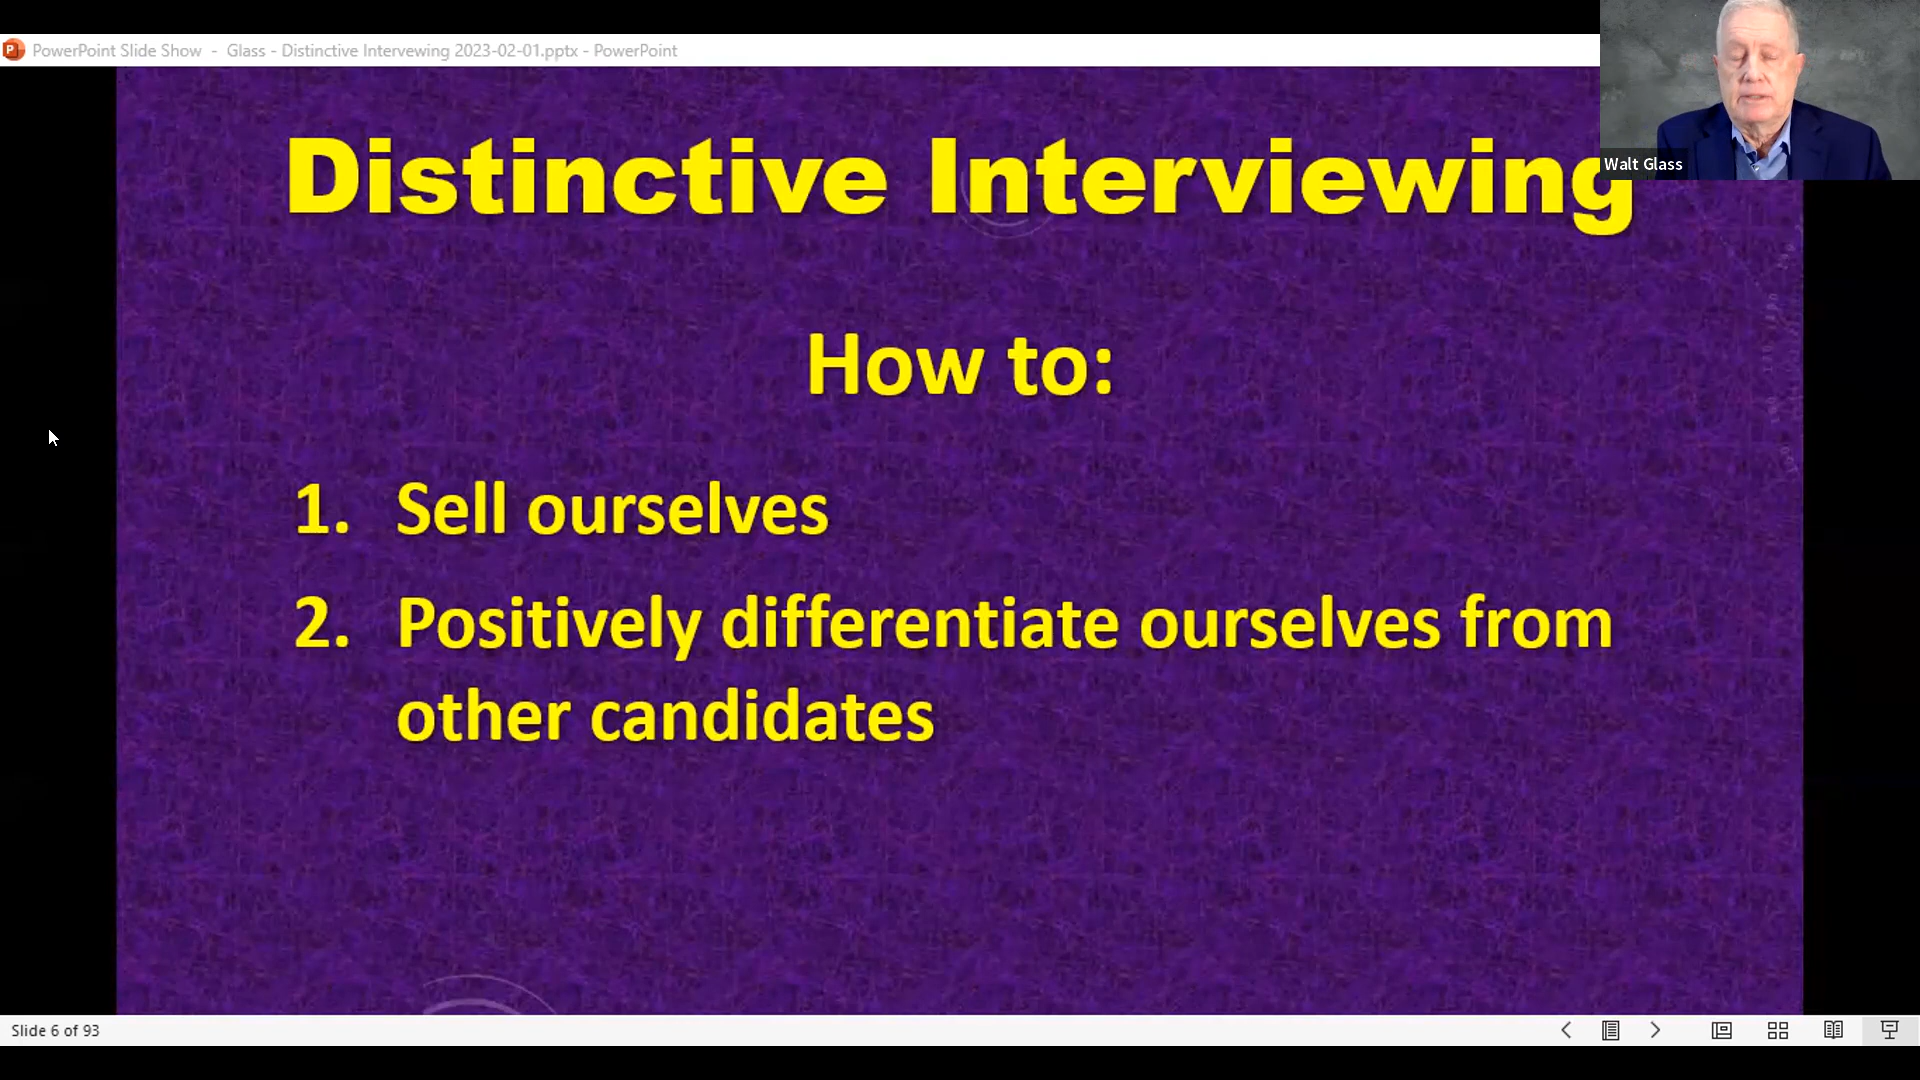 PowerPoint Slide Show - Glass - Distinctive Intervewing 2023-02-01.pptx - PowerPoint
Walt Glass
Distinctive Interviewing
How to:
1. Sell ourselves
2. Positively differentiate ourselves from
other candidates
Slide 6 of 93